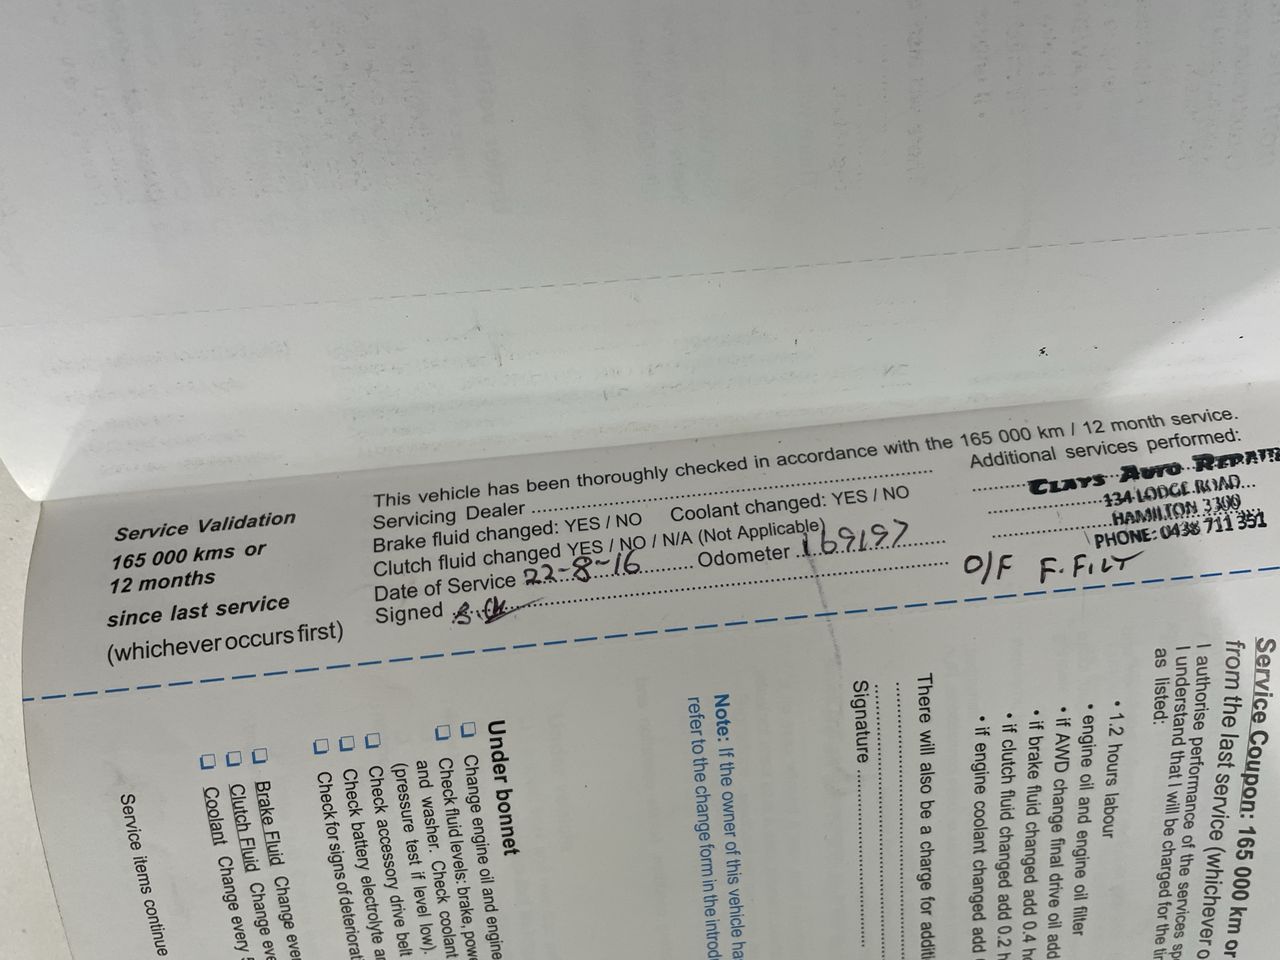 Service Validation
165 000 kms or
12 months
since last service
(whichever occurs first)
This vehicle has been thoroughly checked in accordance with the 165 000 km / 12 month service.
Servicing Dealer
Brake fluid changed: YES / NO Coolant changed: YES / NO
Clutch fluid changed YES / NO / N/A (Not Applicable)
Date of Service 22-8-16 Odometer 169197
Signed
Additional services performed:
CLAYS AUTO REPAIR
134 LODGE ROAD
HAMILTON 3300
PHONE: 0438 711 351
O/F F. FILT
Service Coupon: 165 000 km or
from the last service (whichever o
I authorise performance of the services sp
I understand that I will be charged for the ti
as listed:
• 1.2 hours labour
• engine oil and engine oil filter
• if AWD change final drive oil add
• if brake fluid changed add 0.4 h
• if clutch fluid changed add 0.2 h
• if engine coolant changed add
There will also be a charge for additi
Signature
Note: If the owner of this vehicle ha
refer to the change form in the introd
Under bonnet
Change engine oil and engine
Check fluid levels: brake, powe
and washer. Check coolant
(pressure test if level low).
Check accessory drive belt
Check battery electrolyte a
Check for signs of deteriorat
Brake Fluid Change ever
Clutch Fluid Change eve
Coolant Change every
Service items continue